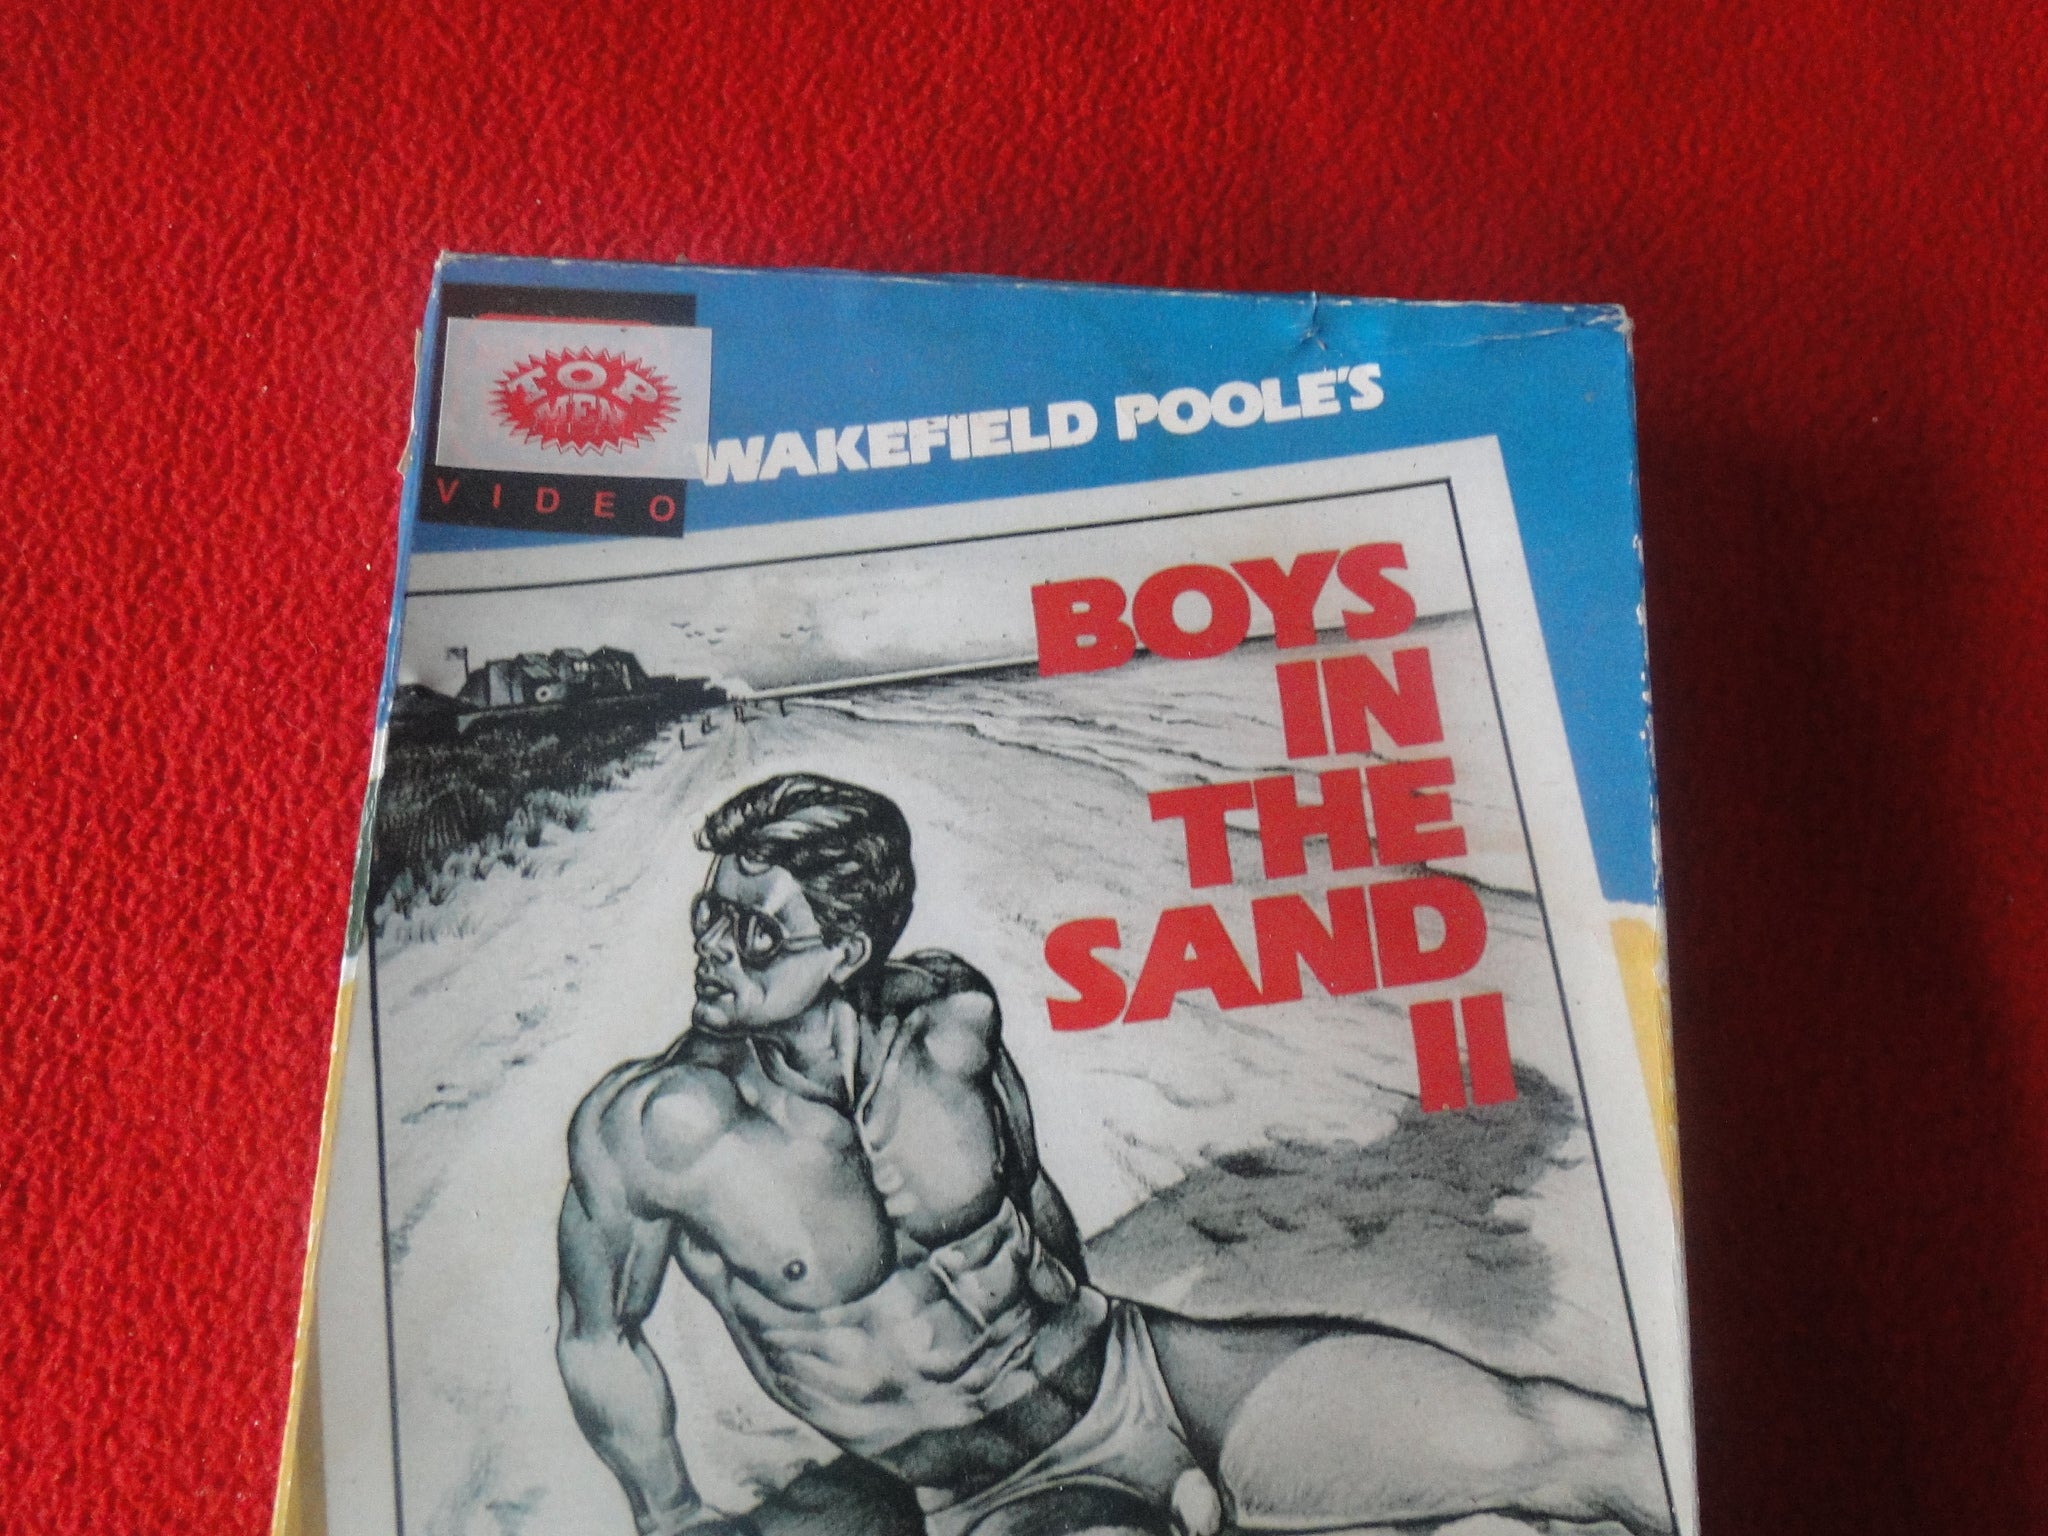 TOP
MEN
VIDEO
WAKEFIELD POOLE'S
BOYS
IN
THE
SAND
II